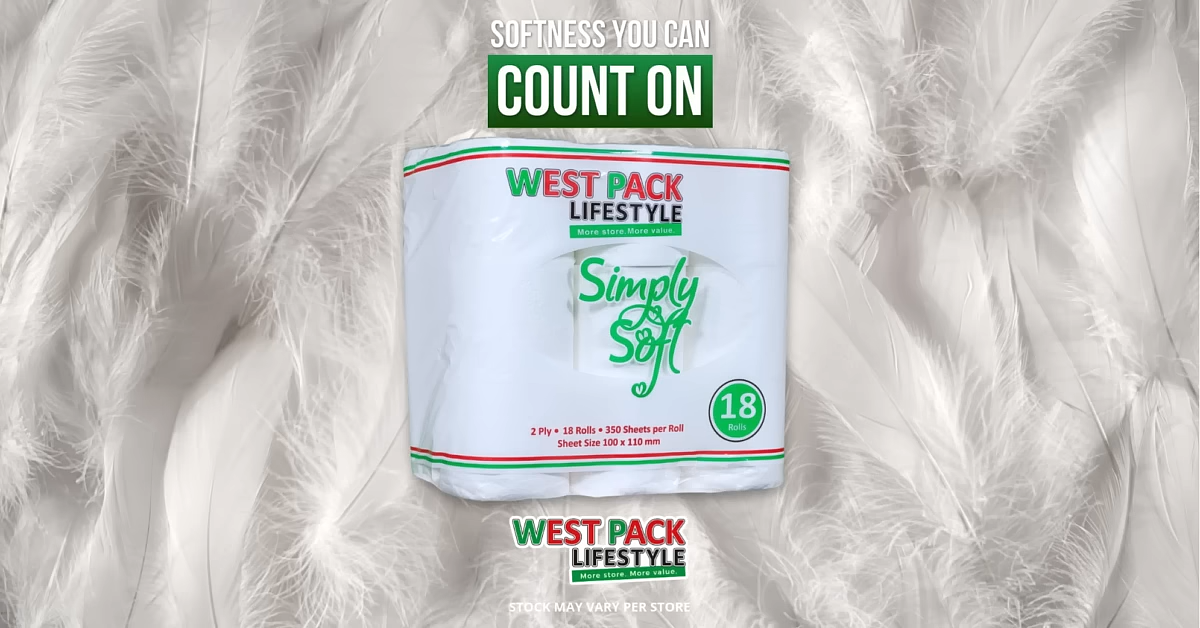 SOFTNESS YOU CAN
COUNT ON
WEST PACK
LIFESTYLE
More store. More value.
Simply
Soft
18
Rolls
2 Ply • 18 Rolls • 350 Sheets per Roll
Sheet Size 100 x 110 mm
WEST PACK
LIFESTYLE
More store. More value.
STOCK MAY VARY PER STORE